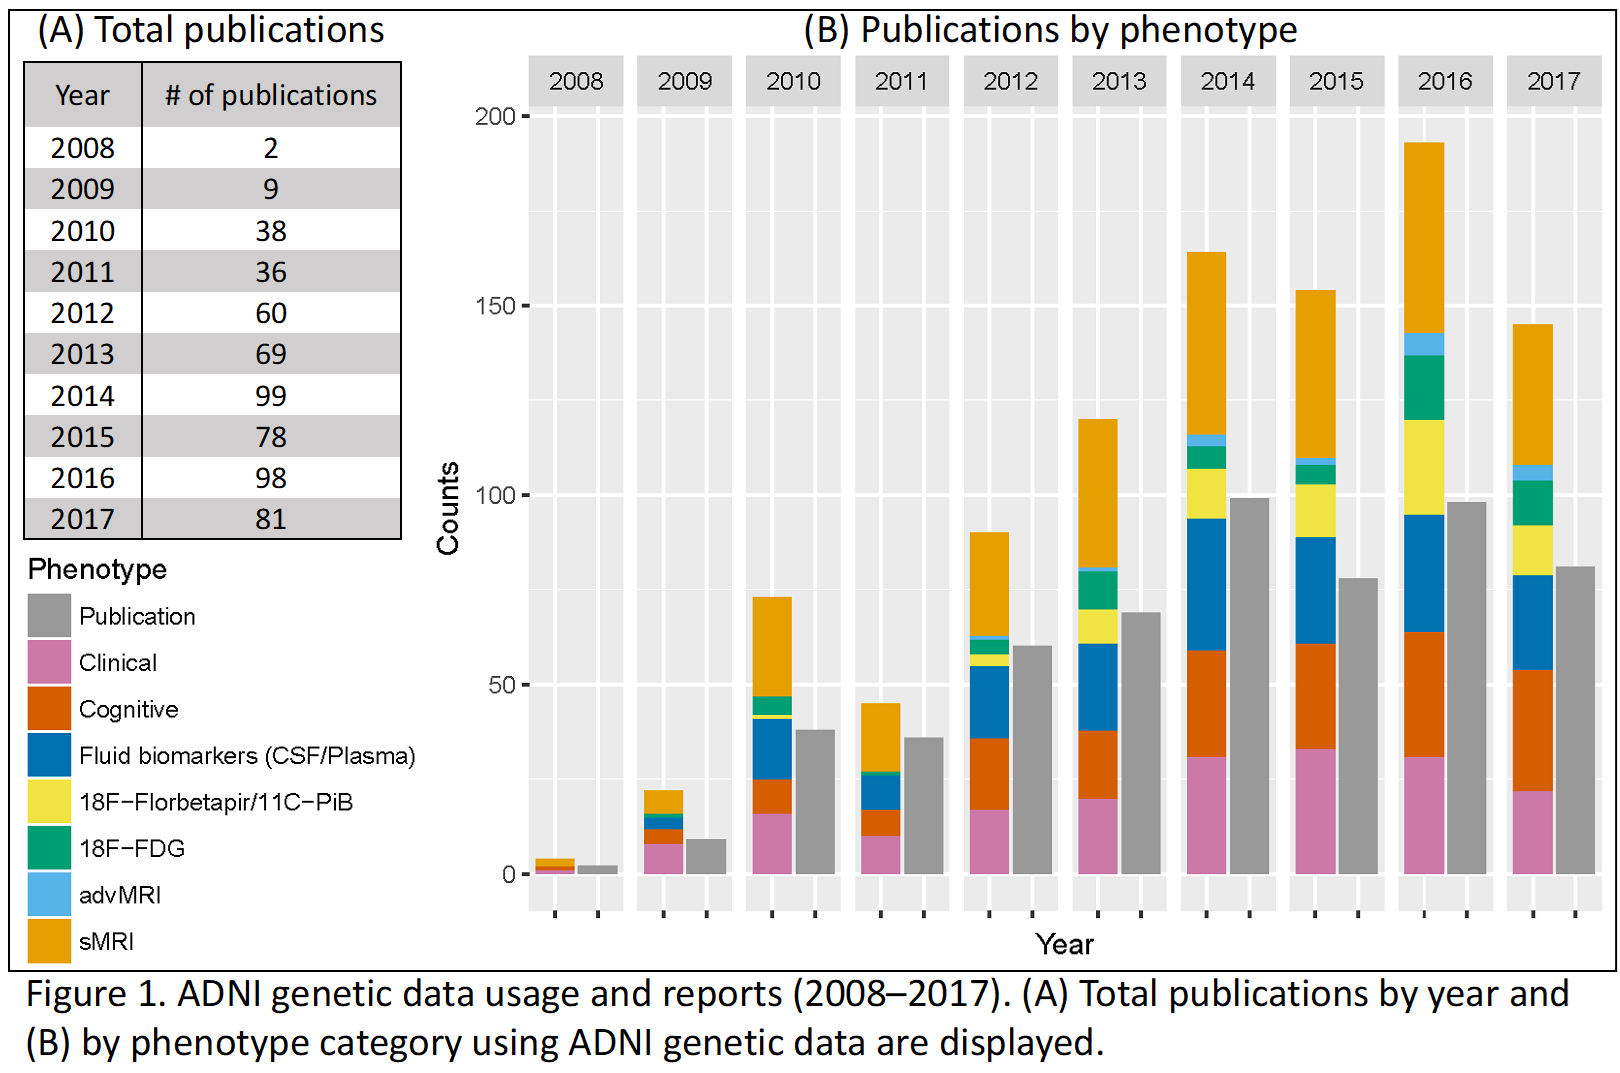 (A) Total publications
Year # of publications
2008 2
2009 9
2010 38
2011 36
2012 60
2013 69
2014 99
2015 78
2016 98
2017 81
Phenotype
Publication
Clinical
Cognitive
Fluid biomarkers (CSF/Plasma)
18F−Florbetapir/11C−PiB
18F−FDG
advMRI
sMRI
(B) Publications by phenotype
2008 2009 2010 2011 2012 2013 2014 2015 2016 2017
200
150
100
50
0
Counts
Year
Figure 1. ADNI genetic data usage and reports (2008–2017). (A) Total publications by year and
(B) by phenotype category using ADNI genetic data are displayed.